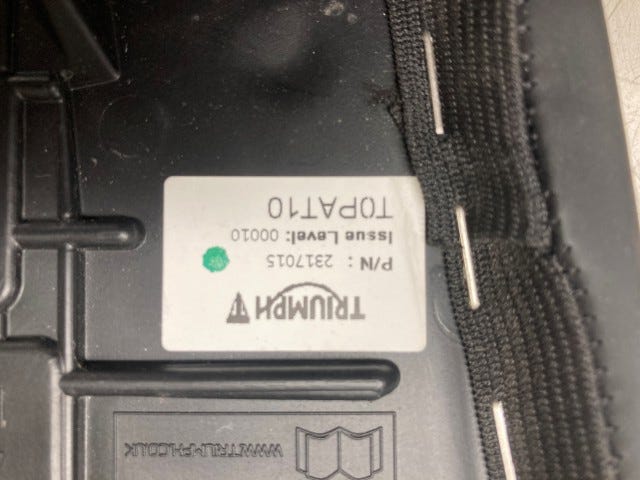 TRIUMPH
P/N : 2317015
Issue Level: 00010
T0PAT10
WWW.TRIUMPH.CO.UK